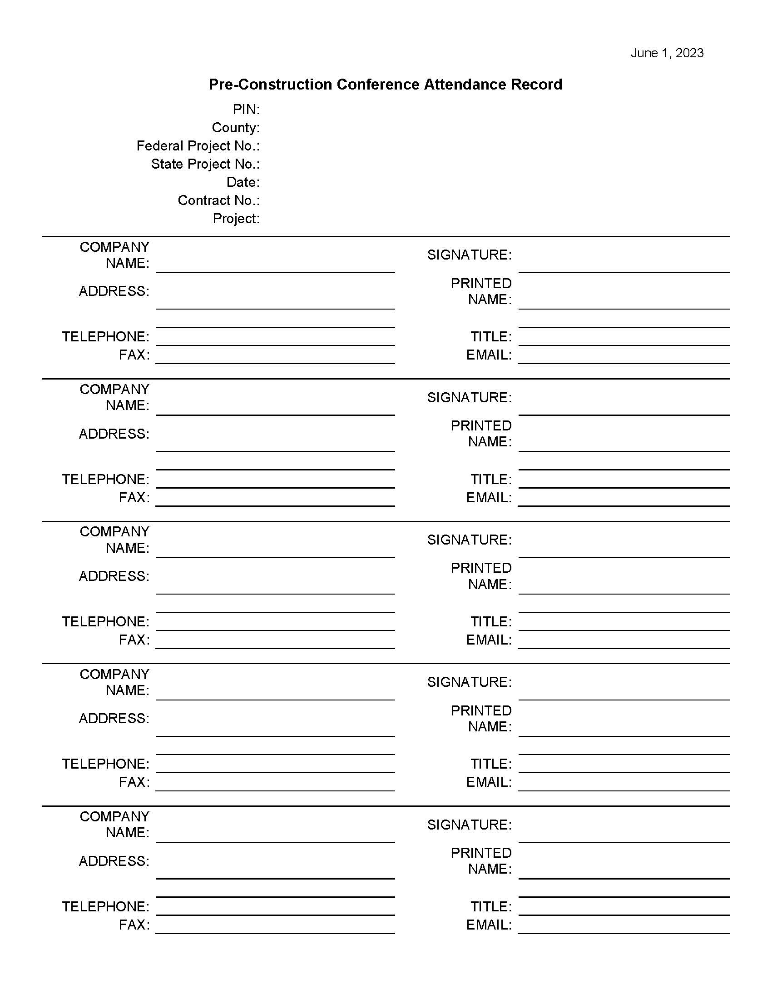 June 1, 2023
Pre-Construction Conference Attendance Record
PIN:
County:
Federal Project No.:
State Project No.:
Date:
Contract No.:
Project:
COMPANY
NAME:
SIGNATURE:
ADDRESS:
PRINTED
NAME:
TELEPHONE:
TITLE:
FAX:
EMAIL:
COMPANY
NAME:
SIGNATURE:
ADDRESS:
PRINTED
NAME:
TELEPHONE:
TITLE:
FAX:
EMAIL:
COMPANY
NAME:
SIGNATURE:
ADDRESS:
PRINTED
NAME:
TELEPHONE:
TITLE:
FAX:
EMAIL:
COMPANY
NAME:
SIGNATURE:
ADDRESS:
PRINTED
NAME:
TELEPHONE:
TITLE:
FAX:
EMAIL:
COMPANY
NAME:
SIGNATURE:
ADDRESS:
PRINTED
NAME:
TELEPHONE:
TITLE:
FAX:
EMAIL: